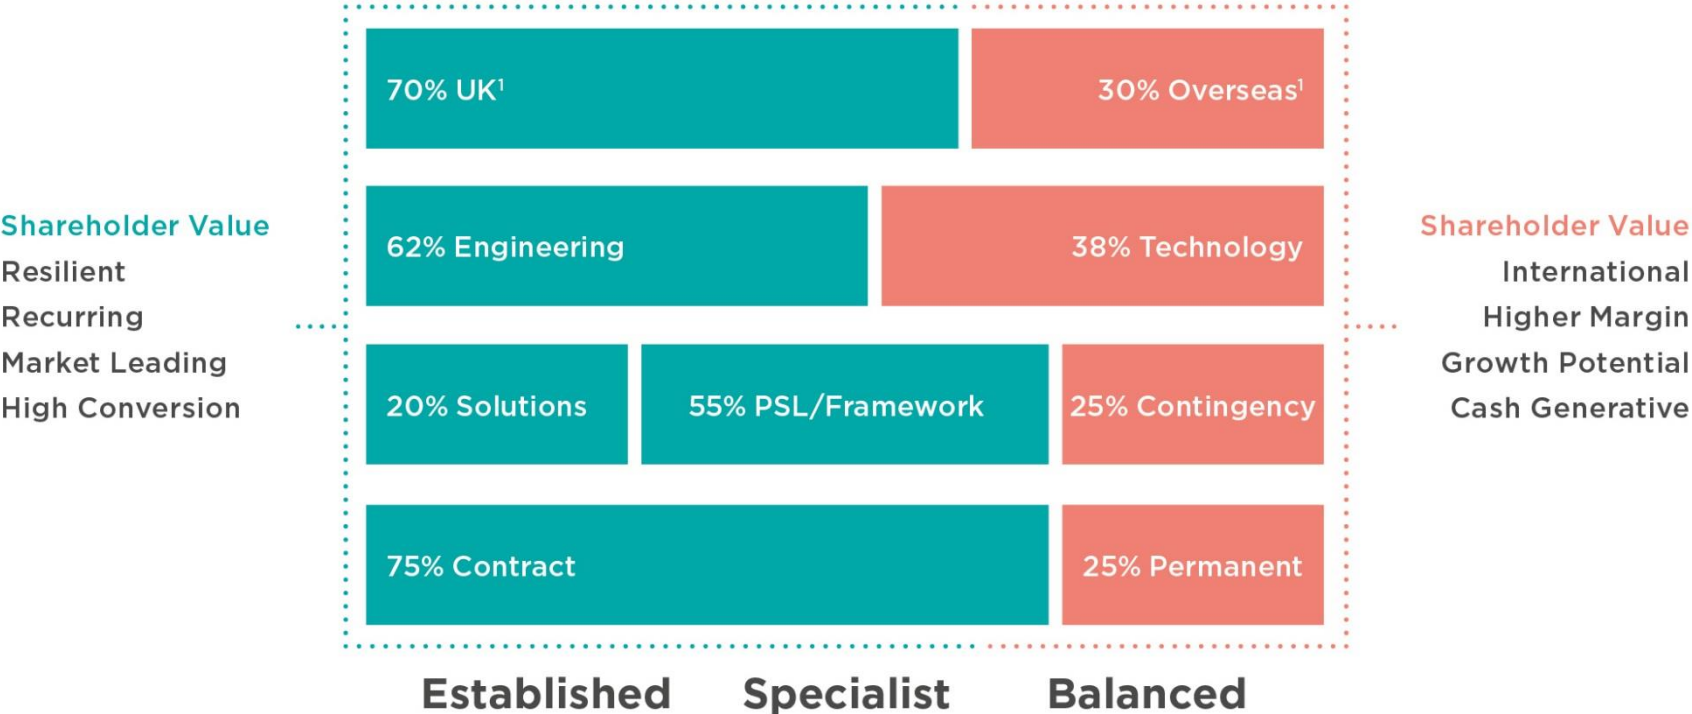 70% UK¹
30% Overseas¹
Shareholder Value
Resilient
Recurring
Market Leading
High Conversion
62% Engineering
38% Technology
20% Solutions
55% PSL/Framework
25% Contingency
75% Contract
25% Permanent
Shareholder Value
International
Higher Margin
Growth Potential
Cash Generative
Established
Specialist
Balanced